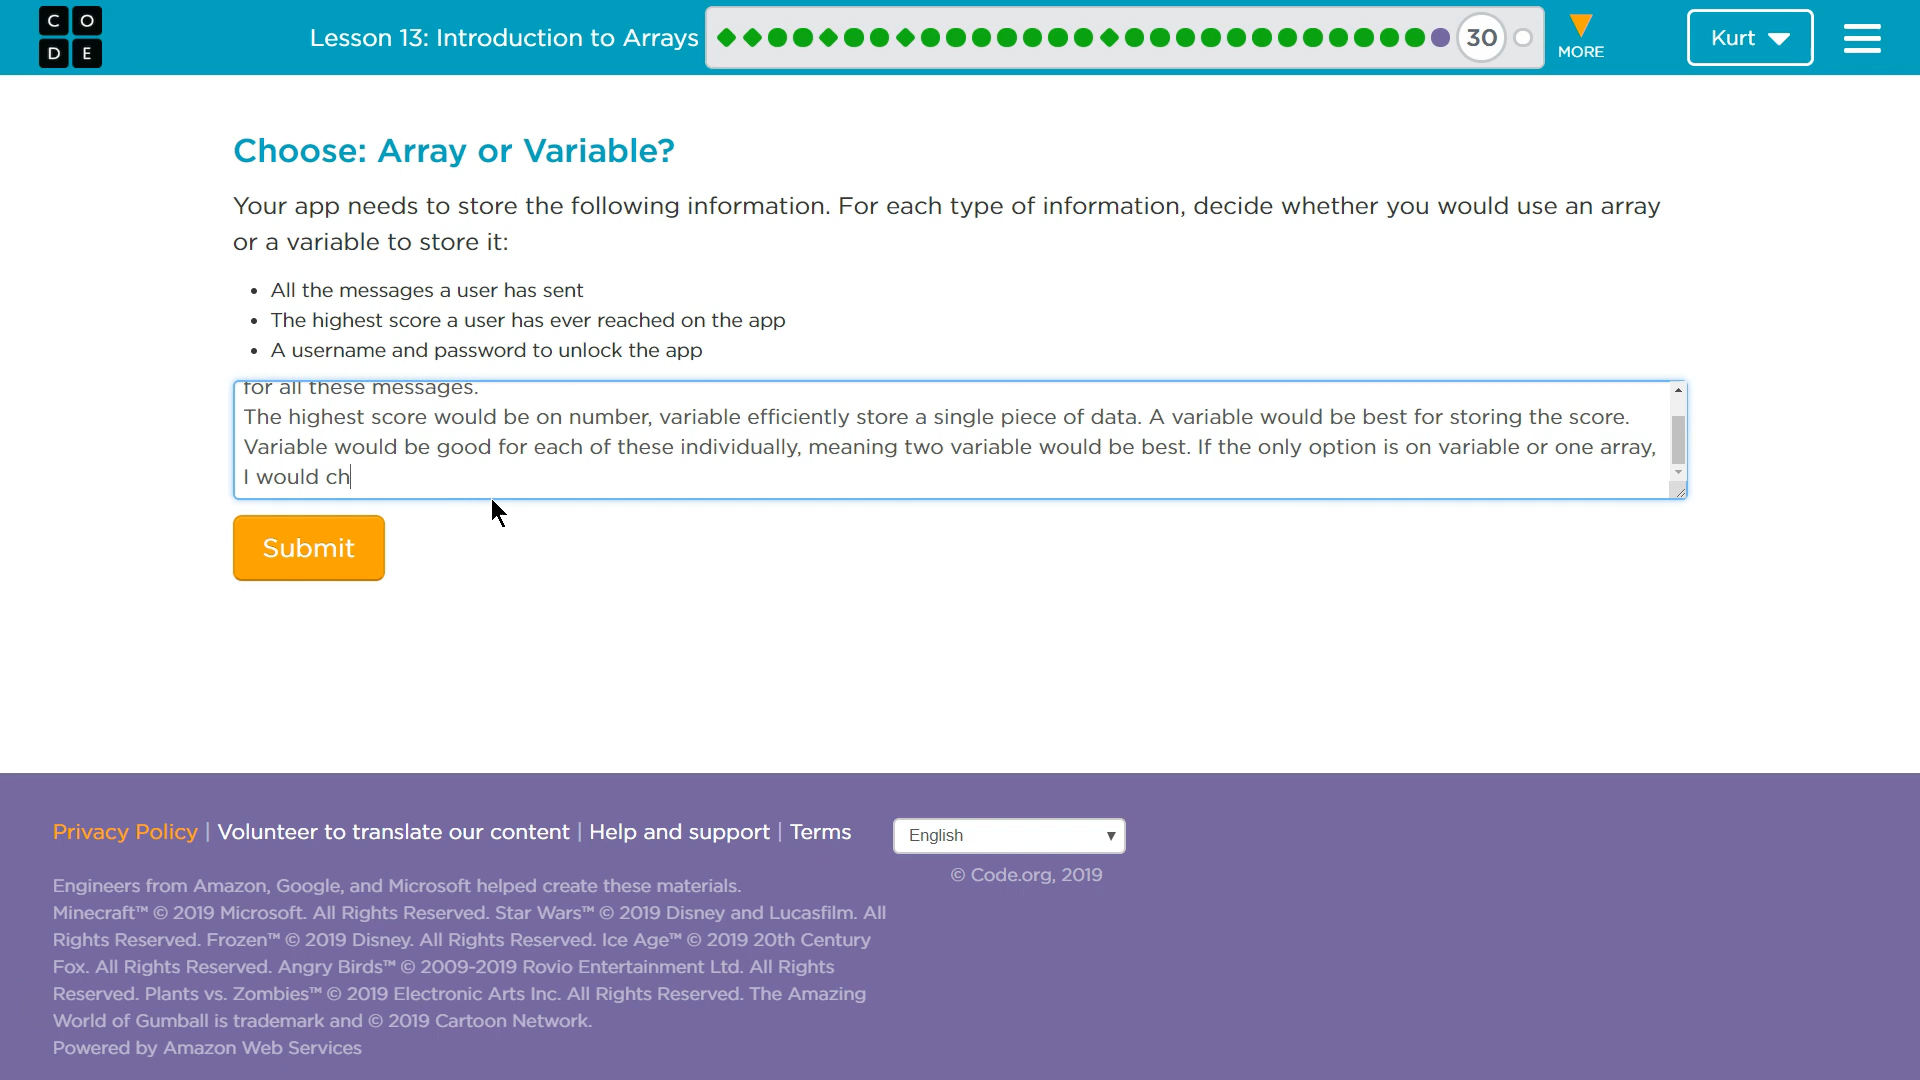 C O
D E
Lesson 13: Introduction to Arrays
30
MORE
Kurt
Choose: Array or Variable?
Your app needs to store the following information. For each type of information, decide whether you would use an array
or a variable to store it:
• All the messages a user has sent
• The highest score a user has ever reached on the app
• A username and password to unlock the app
for all these messages.
The highest score would be on number, variable efficiently store a single piece of data. A variable would be best for storing the score.
Variable would be good for each of these individually, meaning two variable would be best. If the only option is on variable or one array,
I would ch
Submit
Privacy Policy | Volunteer to translate our content | Help and support | Terms
English
© Code.org, 2019
Engineers from Amazon, Google, and Microsoft helped create these materials.
Minecraft™ © 2019 Microsoft. All Rights Reserved. Star Wars™ © 2019 Disney and Lucasfilm. All
Rights Reserved. Frozen™ © 2019 Disney. All Rights Reserved. Ice Age™ © 2019 20th Century
Fox. All Rights Reserved. Angry Birds™ © 2009-2019 Rovio Entertainment Ltd. All Rights
Reserved. Plants vs. Zombies™ © 2019 Electronic Arts Inc. All Rights Reserved. The Amazing
World of Gumball is trademark and © 2019 Cartoon Network.
Powered by Amazon Web Services